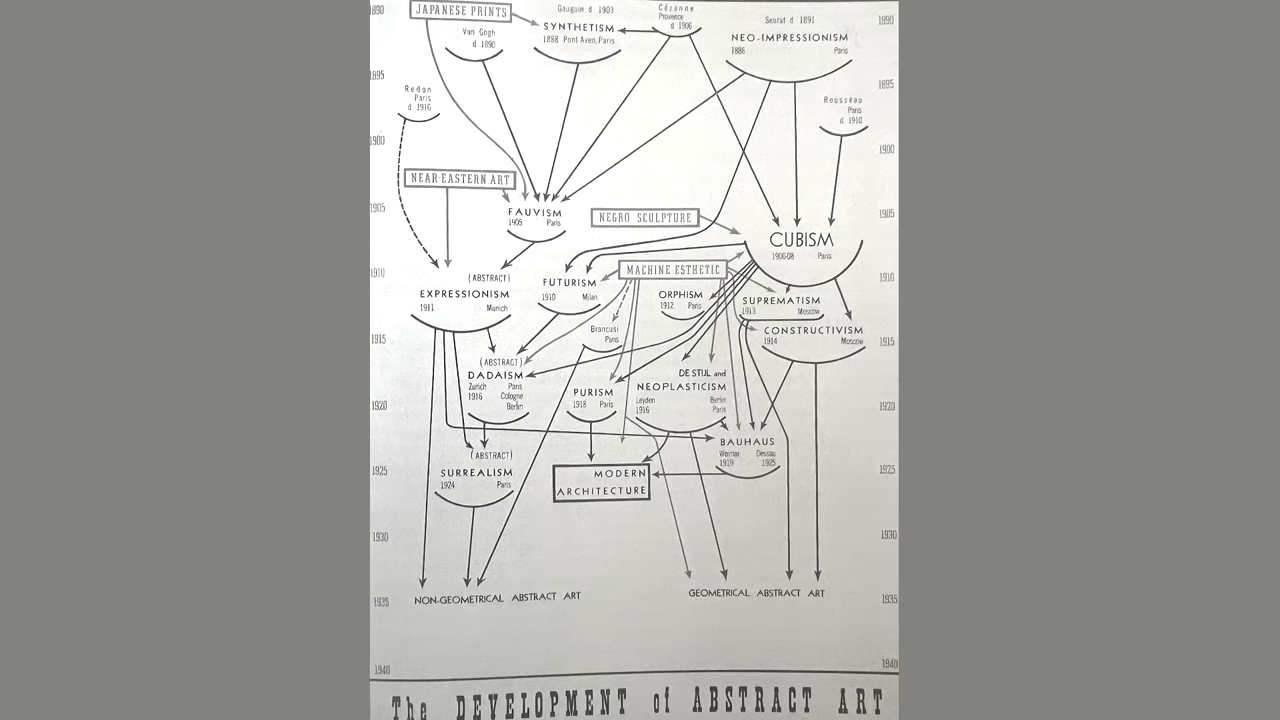 1890
JAPANESE PRINTS
Gauguin d. 1903
Cézanne
Provence
d. 1906
Seurat d. 1891
1890
Van Gogh
d. 1890
SYNTHETISM
1888 Pont Aven, Paris
NEO-IMPRESSIONISM
1886 Paris
1895
1895
Redon
Paris
d. 1916
Rousseau
Paris
d. 1910
1900
1900
NEAR-EASTERN ART
1905
FAUVISM
1905 Paris
NEGRO SCULPTURE
1905
CUBISM
1906-08 Paris
1910
(ABSTRACT)
EXPRESSIONISM
1911 Munich
FUTURISM
1910 Milan
MACHINE ESTHETIC
1910
ORPHISM
1912 Paris
SUPREMATISM
1913 Moscow
Brancusi
Paris
CONSTRUCTIVISM
1914 Moscow
1915
1915
(ABSTRACT)
DADAISM
Zurich Paris
1916 Cologne
Berlin
PURISM
1918 Paris
DE STIJL and
NEOPLASTICISM
Leyden Berlin
1916 Paris
1920
1920
(ABSTRACT)
SURREALISM
1924 Paris
BAUHAUS
Weimar Dessau
1919 1925
MODERN
ARCHITECTURE
1925
1925
1930
1930
NON-GEOMETRICAL ABSTRACT ART
GEOMETRICAL ABSTRACT ART
1935
1935
1940
1940
The DEVELOPMENT of ABSTRACT ART